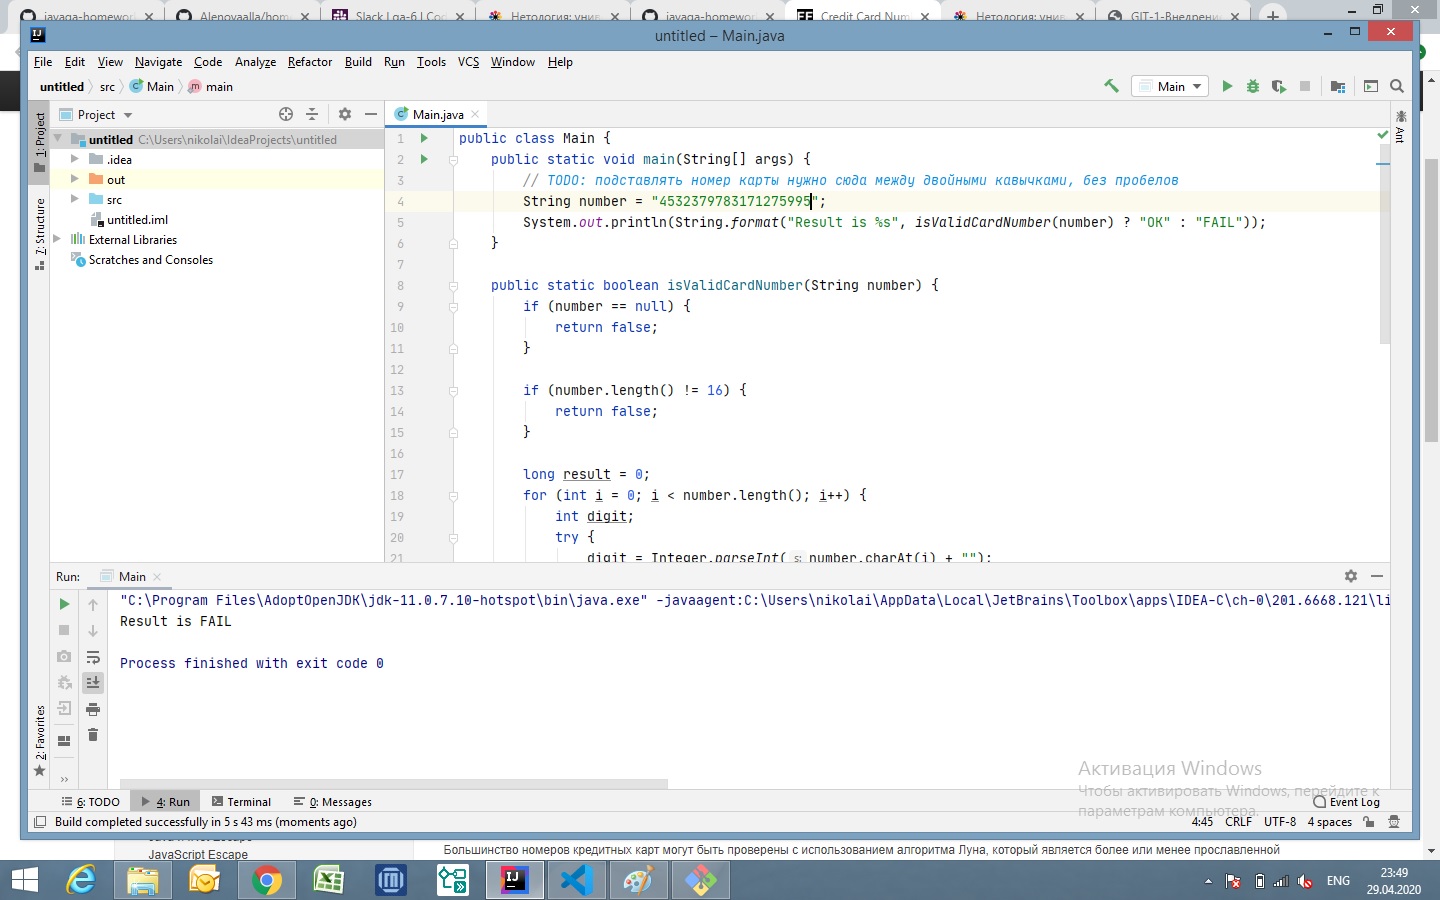 javaqa-homework
Alenovaalla/hom
Slack | qa-6 | Coo
Нетология: унив
javaqa-homework
Credit Card Num
Нетология: унив
GIT-1-Внедрени
untitled – Main.java
File Edit View Navigate Code Analyze Refactor Build Run Tools VCS Window Help
untitled src Main main
Main
Project
Main.java
1: Project
7: Structure
2: Favorites
Ant
untitled C:\Users\nikolai\IdeaProjects\untitled
.idea
out
src
untitled.iml
External Libraries
Scratches and Consoles
1 public class Main {
2 public static void main(String[] args) {
3 // TODO: подставлять номер карты нужно сюда между двойными кавычками, без пробелов
4 String number = "4532379783171275995";
5 System.out.println(String.format("Result is %s", isValidCardNumber(number) ? "OK" : "FAIL"));
6 }
7
8 public static boolean isValidCardNumber(String number) {
9 if (number == null) {
10 return false;
11 }
12
13 if (number.length() != 16) {
14 return false;
15 }
16
17 long result = 0;
18 for (int i = 0; i < number.length(); i++) {
19 int digit;
20 try {
21 digit = Integer.parseInt( s: number.charAt(i) + "");
Run: Main
"C:\Program Files\AdoptOpenJDK\jdk-11.0.7.10-hotspot\bin\java.exe" -javaagent:C:\Users\nikolai\AppData\Local\JetBrains\Toolbox\apps\IDEA-C\ch-0\201.6668.121\li
Result is FAIL
Process finished with exit code 0
Активация Windows
Чтобы активировать Windows, перейдите к
параметрам компьютера.
6: TODO 4: Run Terminal 0: Messages Event Log
Build completed successfully in 5 s 43 ms (moments ago) 4:45 CRLF UTF-8 4 spaces
JavaScript Escape
Большинство номеров кредитных карт могут быть проверены с использованием алгоритма Луна, который является более или менее прославленной
ENG
23:49
29.04.2020